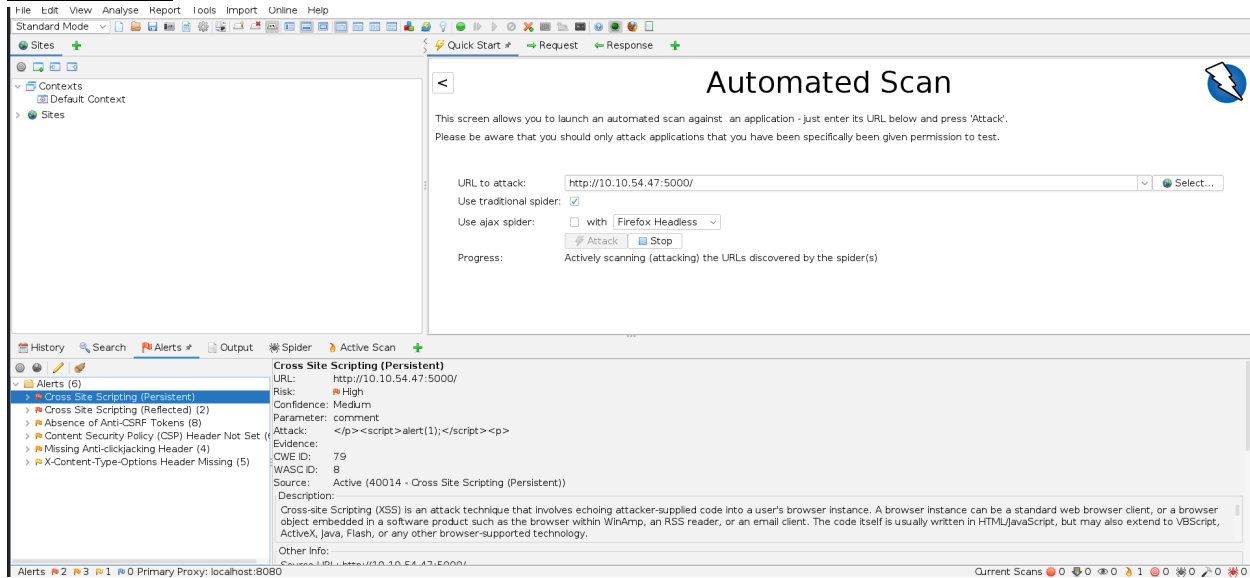 File Edit View Analyse Report Tools Import Online Help
Standard Mode
Sites
Quick Start Request Response
Contexts
Default Context
Sites
<
Automated Scan
This screen allows you to launch an automated scan against an application - just enter its URL below and press 'Attack'.
Please be aware that you should only attack applications that you have been specifically been given permission to test.
URL to attack: http://10.10.54.47:5000/ Select...
Use traditional spider:
Use ajax spider: with Firefox Headless
Attack Stop
Progress: Actively scanning (attacking) the URLs discovered by the spider(s)
History Search Alerts Output Spider Active Scan
Alerts (6)
Cross Site Scripting (Persistent)
Cross Site Scripting (Reflected) (2)
Absence of Anti-CSRF Tokens (8)
Content Security Policy (CSP) Header Not Set (
Missing Anti-clickjacking Header (4)
X-Content-Type-Options Header Missing (5)
Cross Site Scripting (Persistent)
URL: http://10.10.54.47:5000/
Risk: High
Confidence: Medium
Parameter: comment
Attack: </p><script>alert(1);</script><p>
Evidence:
CWE ID: 79
WASC ID: 8
Source: Active (40014 - Cross Site Scripting (Persistent))
Description:
Cross-site Scripting (XSS) is an attack technique that involves echoing attacker-supplied code into a user's browser instance. A browser instance can be a standard web browser client, or a browser
object embedded in a software product such as the browser within WinAmp, an RSS reader, or an email client. The code itself is usually written in HTML/JavaScript, but may also extend to VBScript,
ActiveX, Java, Flash, or any other browser-supported technology.
Other Info:
Source URL: http://10.10.54.47:5000/
Alerts 2 3 1 0 Primary Proxy: localhost:8080
Current Scans 0 0 0 1 0 0 0 0